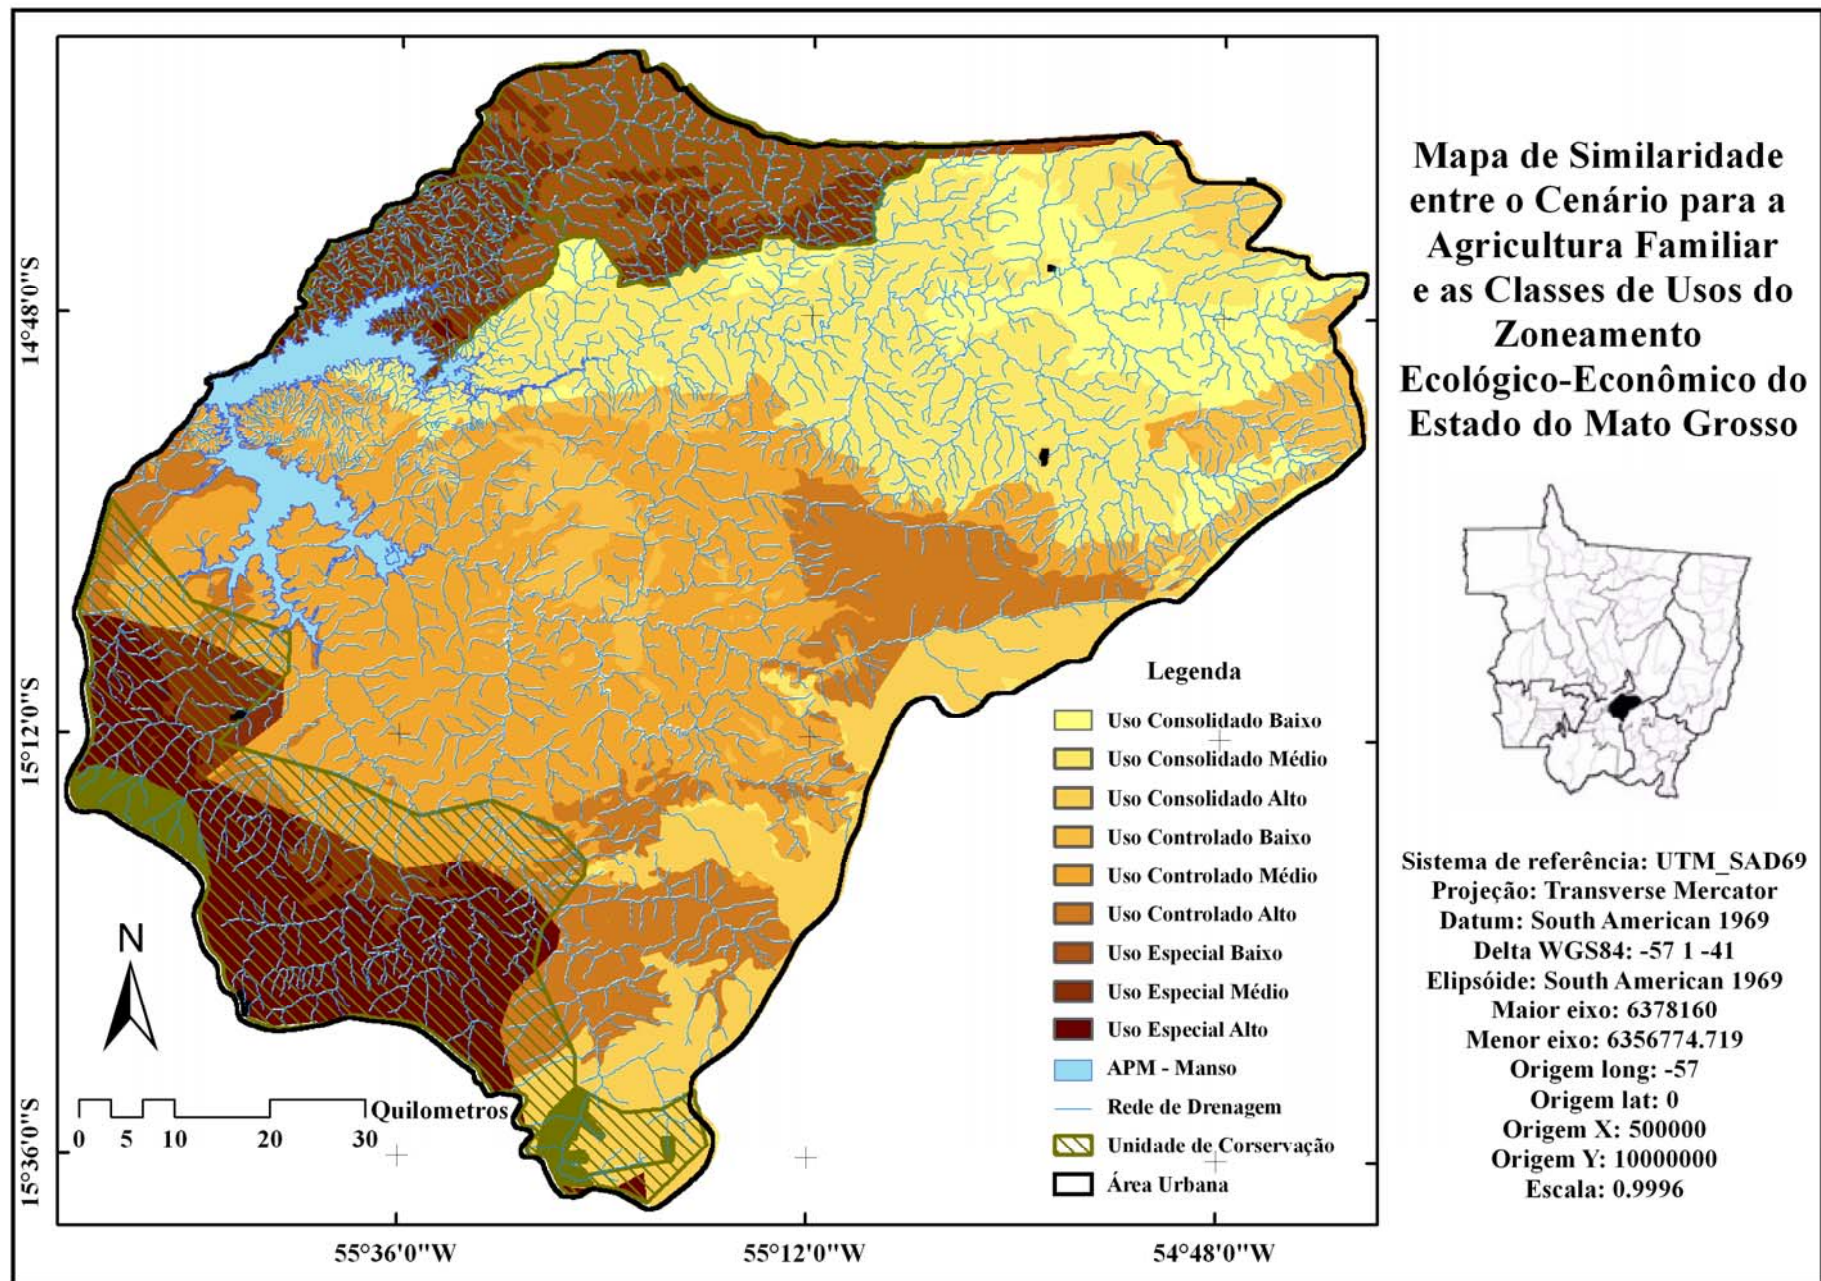 Mapa de Similaridade
entre o Cenário para a
Agricultura Familiar
e as Classes de Usos do
Zoneamento
Ecológico-Econômico do
Estado do Mato Grosso
14°48'0"S
15°12'0"S
15°36'0"S
N
Quilometros
0 5 10 20 30
Legenda
Uso Consolidado Baixo
Uso Consolidado Médio
Uso Consolidado Alto
Uso Controlado Baixo
Uso Controlado Médio
Uso Controlado Alto
Uso Especial Baixo
Uso Especial Médio
Uso Especial Alto
APM - Manso
Rede de Drenagem
Unidade de Corservação
Área Urbana
Sistema de referência: UTM_SAD69
Projeção: Transverse Mercator
Datum: South American 1969
Delta WGS84: -57 1 -41
Elipsóide: South American 1969
Maior eixo: 6378160
Menor eixo: 6356774.719
Origem long: -57
Origem lat: 0
Origem X: 500000
Origem Y: 10000000
Escala: 0.9996
55°36'0"W
55°12'0"W
54°48'0"W